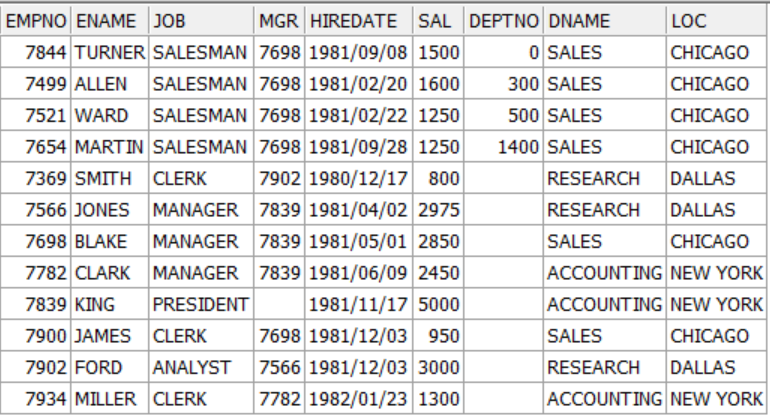 EMPNO ENAME JOB MGR HIREDATE SAL DEPTNO DNAME LOC
7844 TURNER SALESMAN 7698 1981/09/08 1500 0 SALES CHICAGO
7499 ALLEN SALESMAN 7698 1981/02/20 1600 300 SALES CHICAGO
7521 WARD SALESMAN 7698 1981/02/22 1250 500 SALES CHICAGO
7654 MARTIN SALESMAN 7698 1981/09/28 1250 1400 SALES CHICAGO
7369 SMITH CLERK 7902 1980/12/17 800 RESEARCH DALLAS
7566 JONES MANAGER 7839 1981/04/02 2975 RESEARCH DALLAS
7698 BLAKE MANAGER 7839 1981/05/01 2850 SALES CHICAGO
7782 CLARK MANAGER 7839 1981/06/09 2450 ACCOUNTING NEW YORK
7839 KING PRESIDENT 1981/11/17 5000 ACCOUNTING NEW YORK
7900 JAMES CLERK 7698 1981/12/03 950 SALES CHICAGO
7902 FORD ANALYST 7566 1981/12/03 3000 RESEARCH DALLAS
7934 MILLER CLERK 7782 1982/01/23 1300 ACCOUNTING NEW YORK